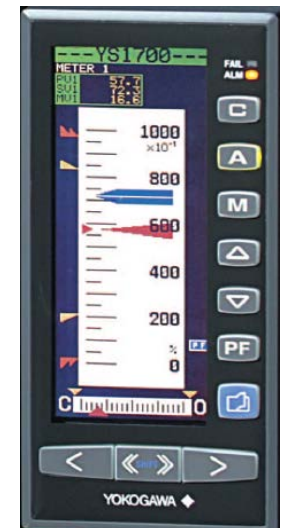 ---YS1700---
FAIL
METER 1
ALM
PV1 57.7
SV1 72.3
MV1 16.6
C
1000
×10⁻¹
A
800
M
600
400
200
PF
PF
%
0
C O
< SHIFT >
YOKOGAWA